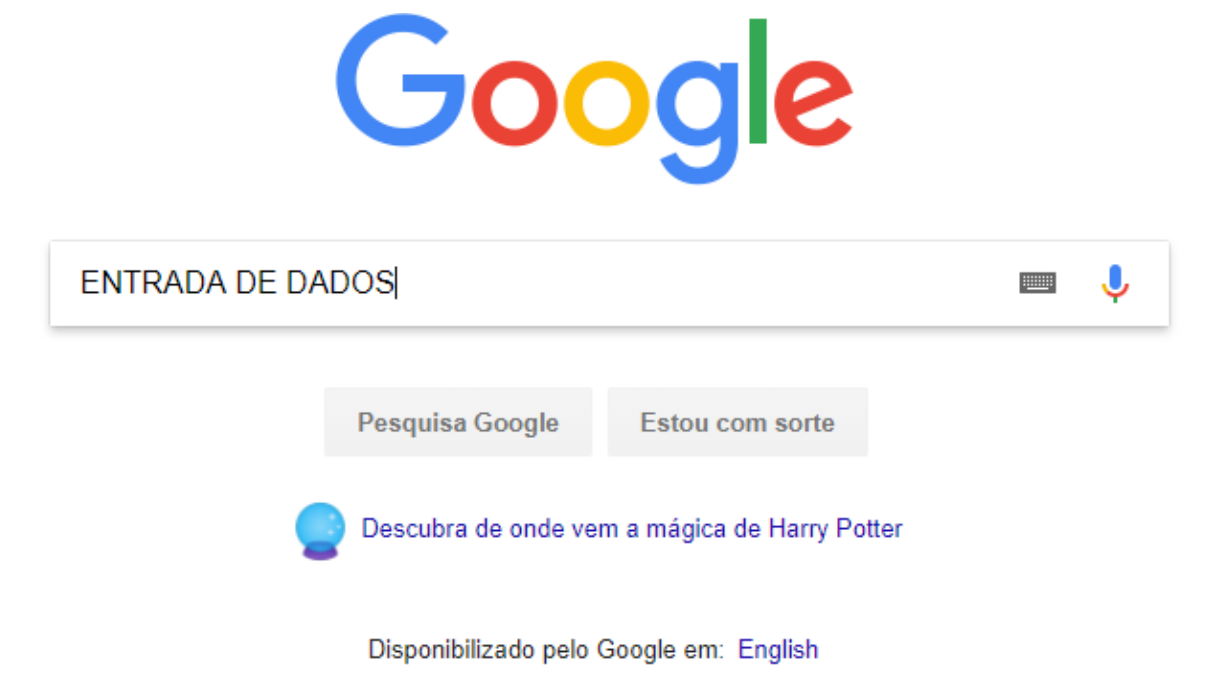 Google
ENTRADA DE DADOS
Pesquisa Google Estou com sorte
Descubra de onde vem a mágica de Harry Potter
Disponibilizado pelo Google em: English